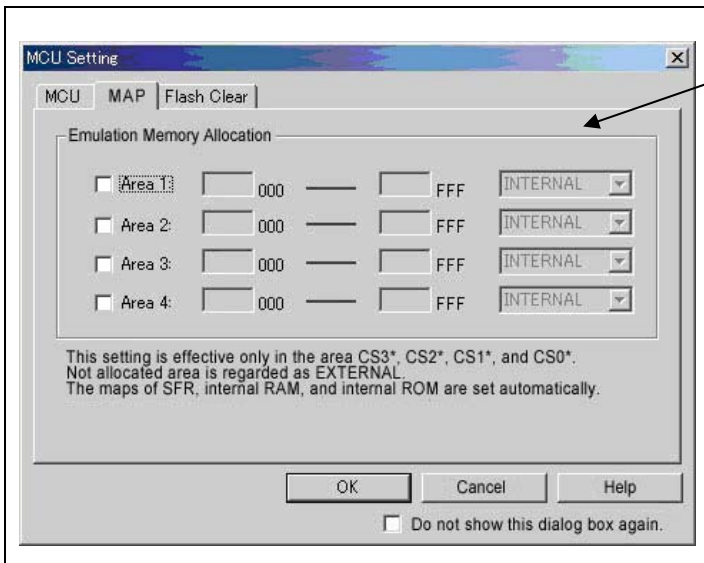 MCU Setting
MCU MAP Flash Clear
Emulation Memory Allocation
Area 1: 000 FFF INTERNAL
Area 2: 000 FFF INTERNAL
Area 3: 000 FFF INTERNAL
Area 4: 000 FFF INTERNAL
This setting is effective only in the area CS3*, CS2*, CS1*, and CS0*.
Not allocated area is regarded as EXTERNAL.
The maps of SFR, internal RAM, and internal ROM are set automatically.
OK Cancel Help
Do not show this dialog box again.